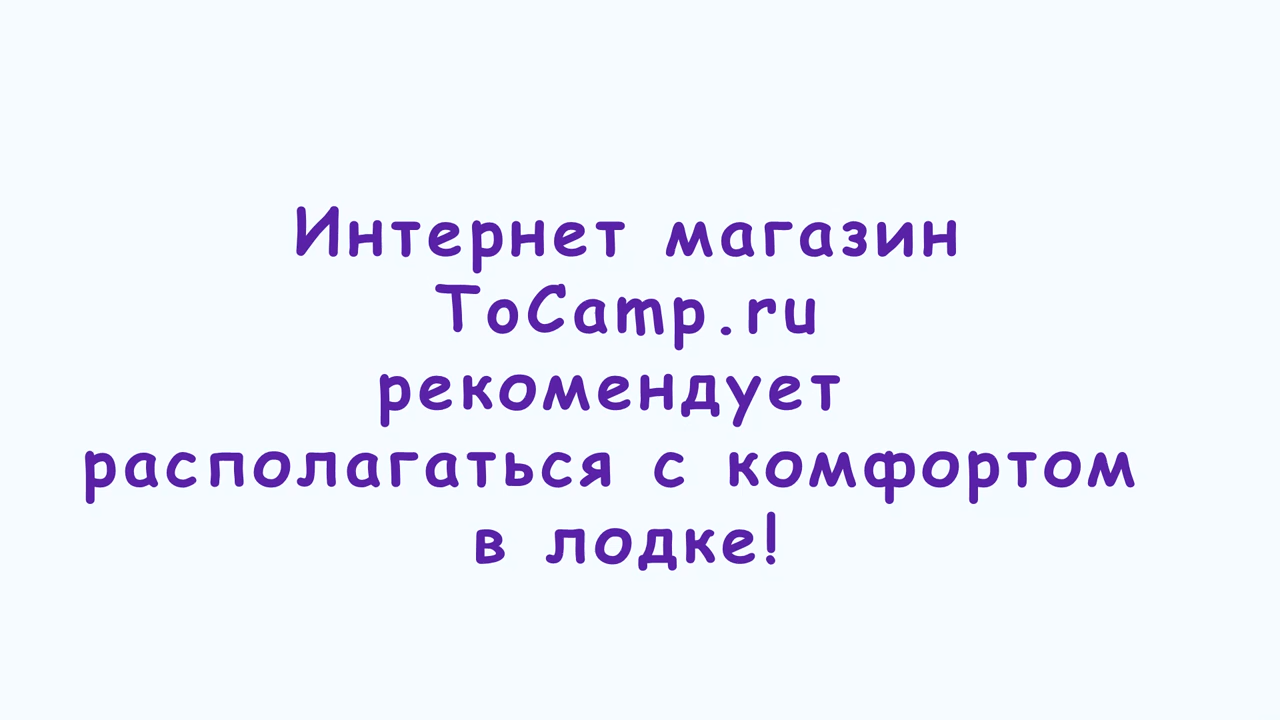 Интернет магазин
ToCamp.ru
рекомендует
располагаться с комфортом
в лодке!